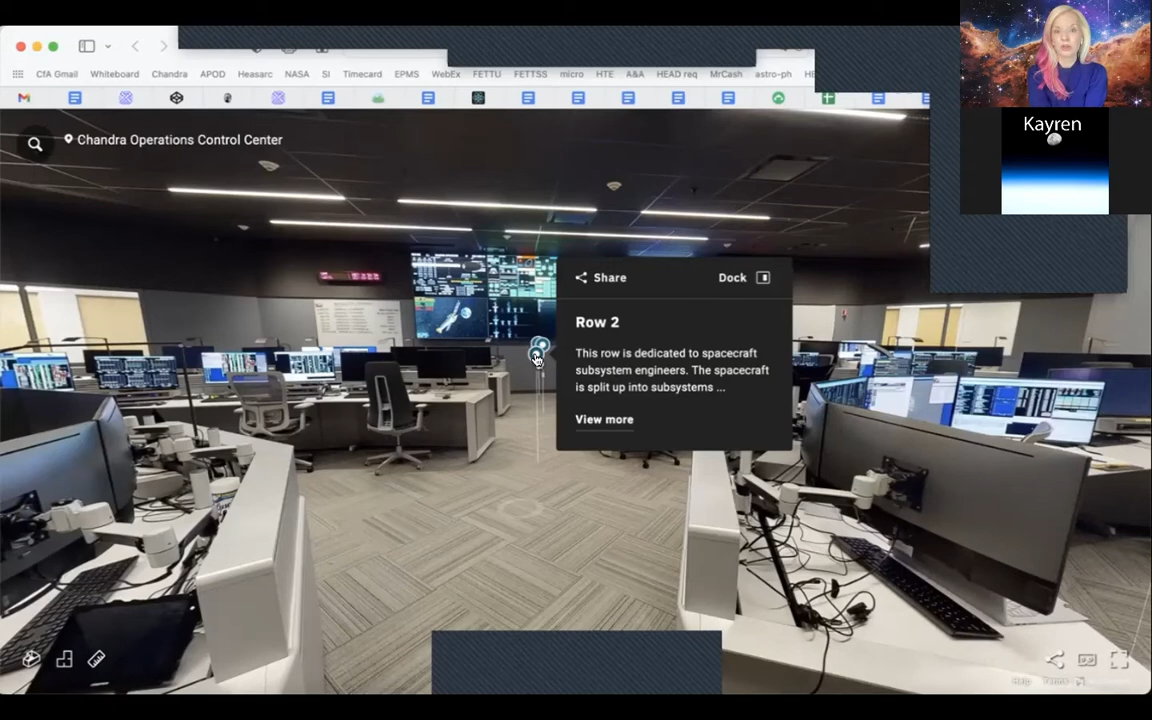 CfA Gmail Whiteboard Chandra APOD Heasarc NASA SI Timecard EPMS WebEx FETTU FETTSS micro HTE A&A HEAD req MrCash astro-ph
Kayren
Chandra Operations Control Center
Share Dock
Row 2
This row is dedicated to spacecraft
subsystem engineers. The spacecraft
is split up into subsystems ...
View more
Help